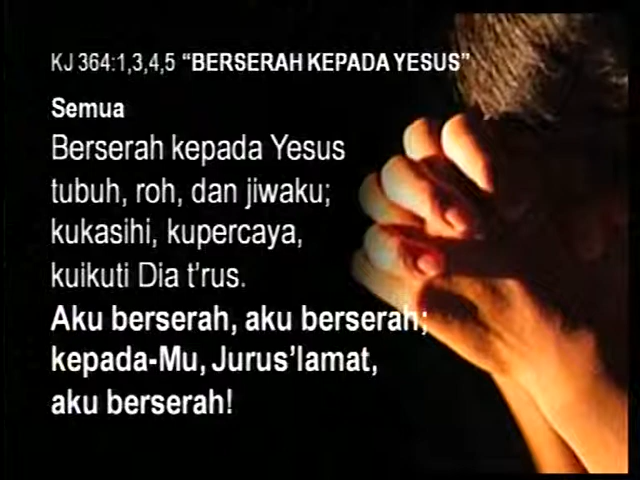 KJ 364:1,3,4,5 “BERSERAH KEPADA YESUS”
Semua
Berserah kepada Yesus
tubuh, roh, dan jiwaku;
kukasihi, kupercaya,
kuikuti Dia t’rus.
Aku berserah, aku berserah;
kepada-Mu, Jurus’lamat,
aku berserah!